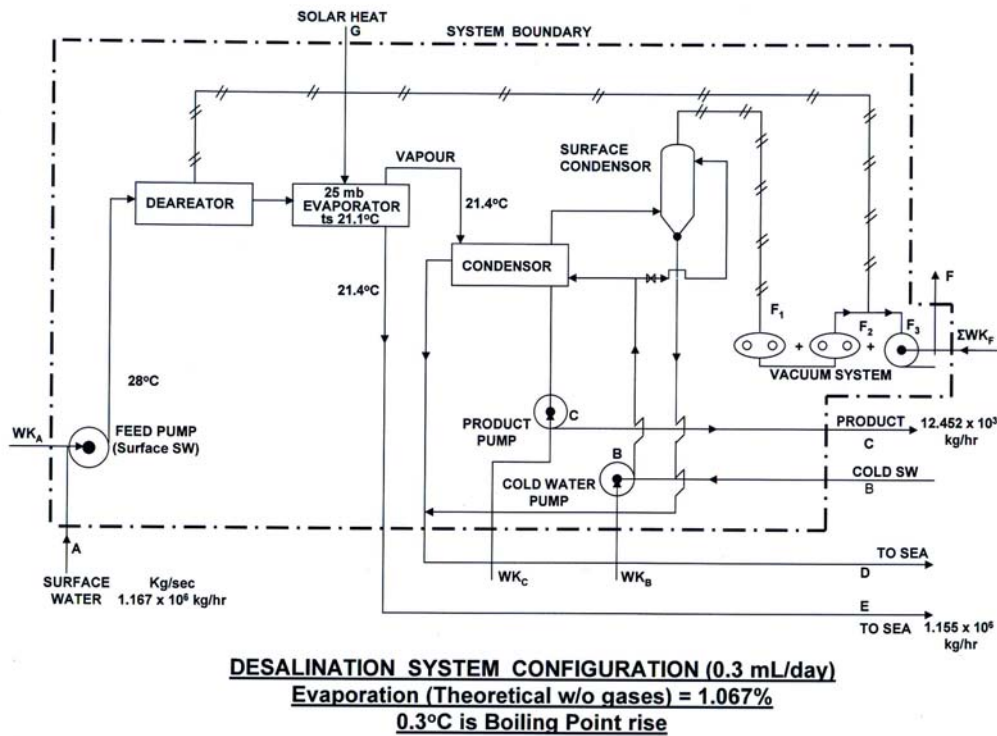 SOLAR HEAT
G
SYSTEM BOUNDARY
VAPOUR
SURFACE
CONDENSOR
DEAREATOR
25 mb
EVAPORATOR
ts 21.1°C
21.4°C
CONDENSOR
21.4°C
F
F1
F2
F3
+
+
ΣWKF
VACUUM SYSTEM
28°C
WKA
FEED PUMP
(Surface SW)
C
PRODUCT
PUMP
PRODUCT
C
12.452 x 10³
kg/hr
B
COLD WATER
PUMP
COLD SW
B
A
SURFACE
WATER
Kg/sec
1.167 x 10⁶ kg/hr
WKC
WKB
TO SEA
D
E
TO SEA
1.155 x 10⁶
kg/hr
DESALINATION SYSTEM CONFIGURATION (0.3 mL/day)
Evaporation (Theoretical w/o gases) = 1.067%
0.3°C is Boiling Point rise